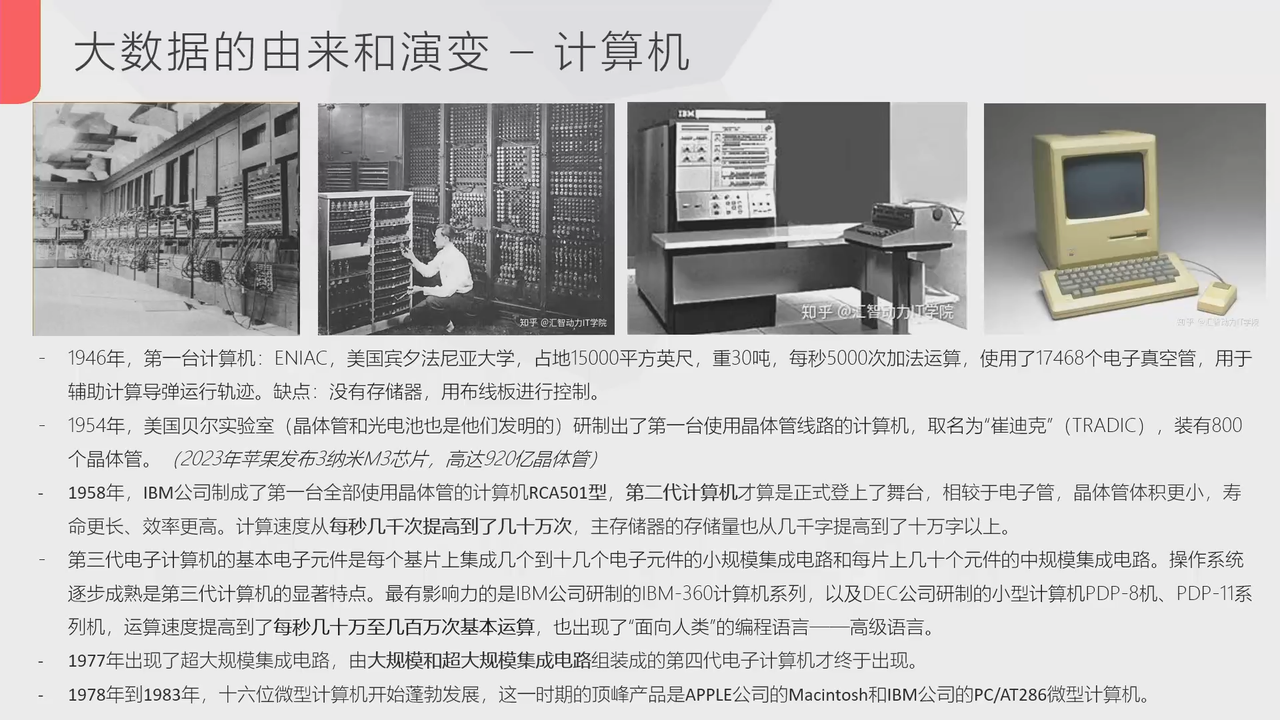 大数据的由来和演变 – 计算机
IBM
知乎 @汇智动力IT学院
知乎 @汇智动力IT学院
知乎 @汇智动力IT学院
- 1946年，第一台计算机：ENIAC，美国宾夕法尼亚大学，占地15000平方英尺，重30吨，每秒5000次加法运算，使用了17468个电子真空管，用于
辅助计算导弹运行轨迹。缺点：没有存储器，用布线板进行控制。
- 1954年，美国贝尔实验室（晶体管和光电池也是他们发明的）研制出了第一台使用晶体管线路的计算机，取名为“崔迪克”（TRADIC）, 装有800
个晶体管。（2023年苹果发布3纳米M3芯片，高达920亿晶体管）
- 1958年，IBM公司制成了第一台全部使用晶体管的计算机RCA501型，第二代计算机才算是正式登上了舞台，相较于电子管，晶体管体积更小，寿
命更长、效率更高。计算速度从每秒几千次提高到了几十万次，主存储器的存储量也从几千字提高到了十万字以上。
- 第三代电子计算机的基本电子元件是每个基片上集成几个到十几个电子元件的小规模集成电路和每片上几十个元件的中规模集成电路。操作系统
逐步成熟是第三代计算机的显著特点。最有影响力的是IBM公司研制的IBM-360计算机系列，以及DEC公司研制的小型计算机PDP-8机、PDP-11系
列机，运算速度提高到了每秒几十万至几百万次基本运算，也出现了“面向人类”的编程语言——高级语言。
- 1977年出现了超大规模集成电路，由大规模和超大规模集成电路组装成的第四代电子计算机才终于出现。
- 1978年到1983年，十六位微型计算机开始蓬勃发展，这一时期的顶峰产品是APPLE公司的Macintosh和IBM公司的PC/AT286微型计算机。